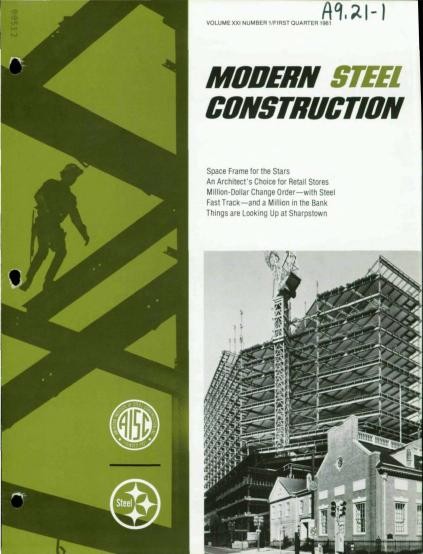 A9.21-1
VOLUME XXI NUMBER 1/FIRST QUARTER 1981
MODERN STEEL
CONSTRUCTION
Space Frame for the Stars
An Architect's Choice for Retail Stores
Million-Dollar Change Order—with Steel
Fast Track—and a Million in the Bank
Things are Looking Up at Sharpstown
AISC
Steel